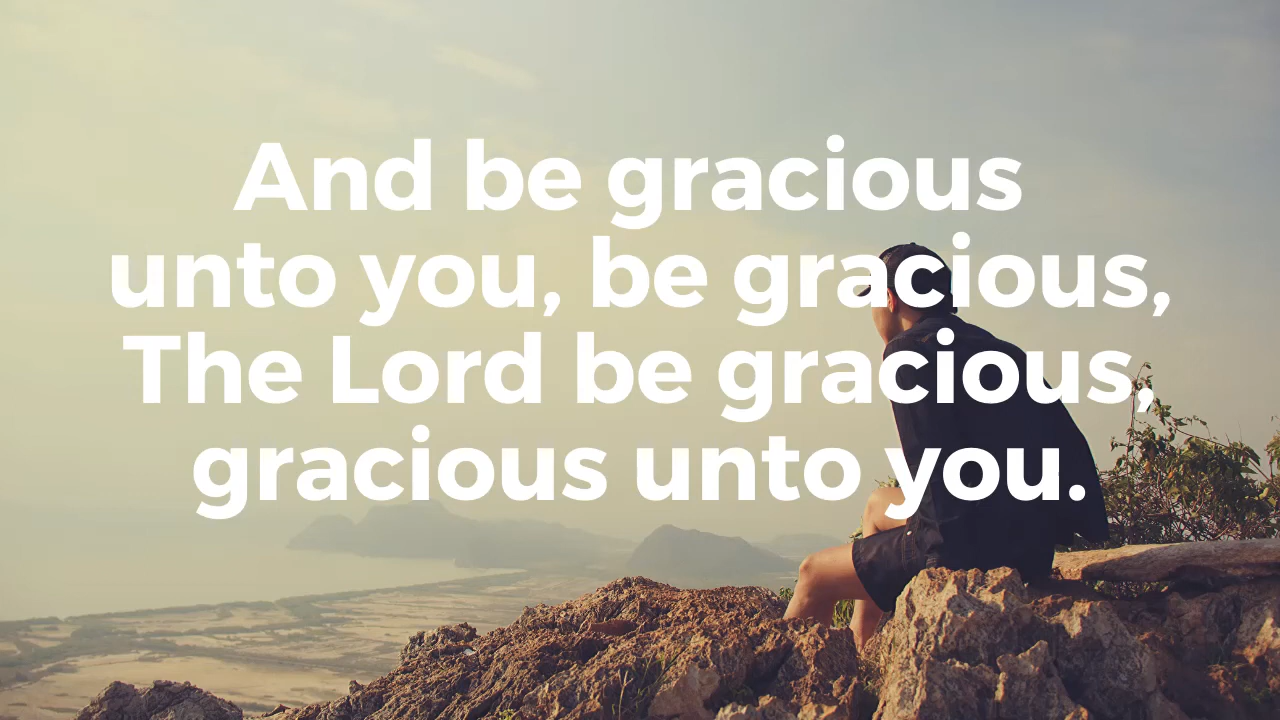 And be gracious
unto you, be gracious,
The Lord be gracious,
gracious unto you.